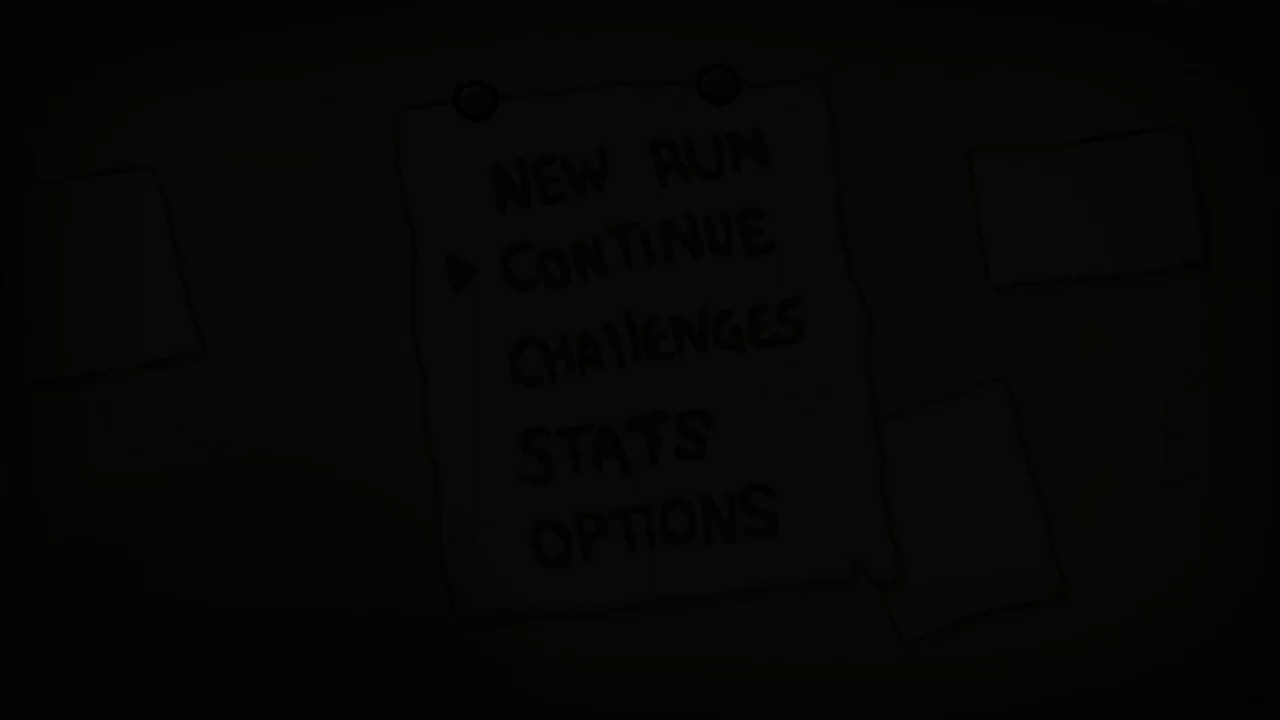 NEW RUN
CONTINUE
CHALLENGES
STATS
OPTIONS